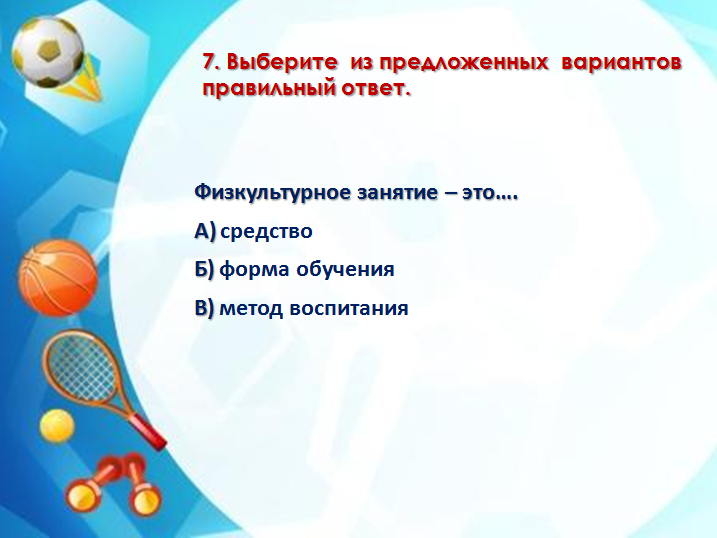 7. Выберите из предложенных вариантов
правильный ответ.
Физкультурное занятие – это….
А) средство
Б) форма обучения
В) метод воспитания